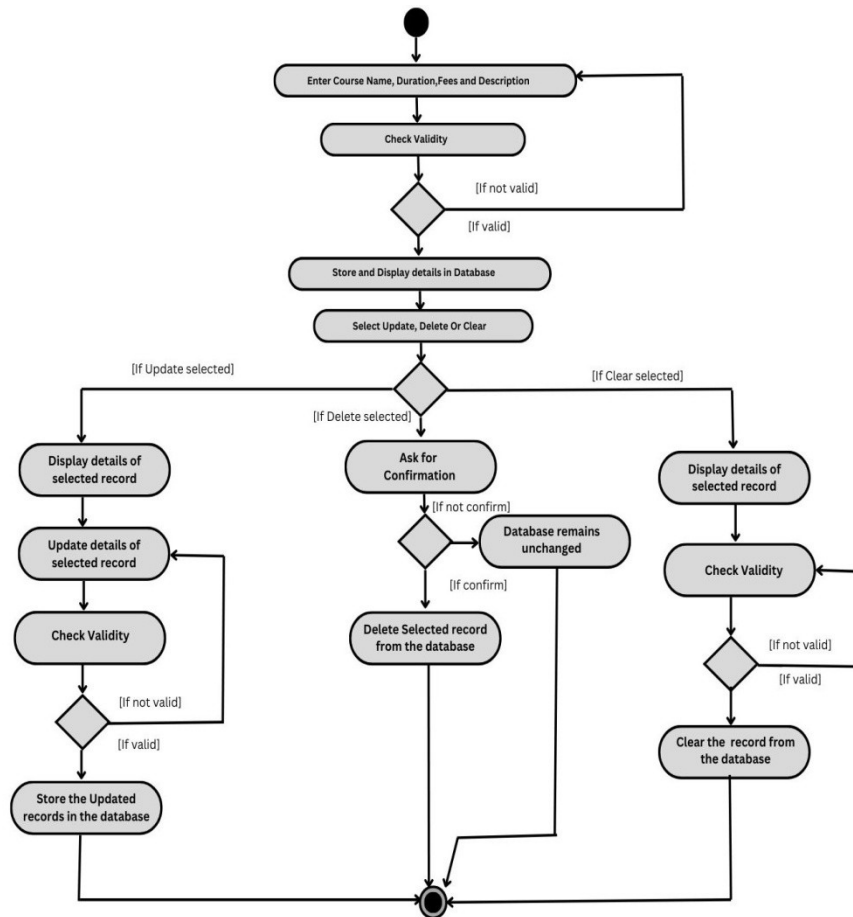 Enter Course Name, Duration,Fees and Description
Check Validity
[If not valid]
[If valid]
Store and Display details in Database
Select Update, Delete Or Clear
[If Update selected]
[If Clear selected]
[If Delete selected]
Display details of
selected record
Update details of
selected record
Check Validity
[If not valid]
[If valid]
Store the Updated
records in the database
Ask for
Confirmation
[If not confirm]
Database remains
unchanged
[If confirm]
Delete Selected record
from the database
Display details of
selected record
Check Validity
[If not valid]
[If valid]
Clear the record from
the database